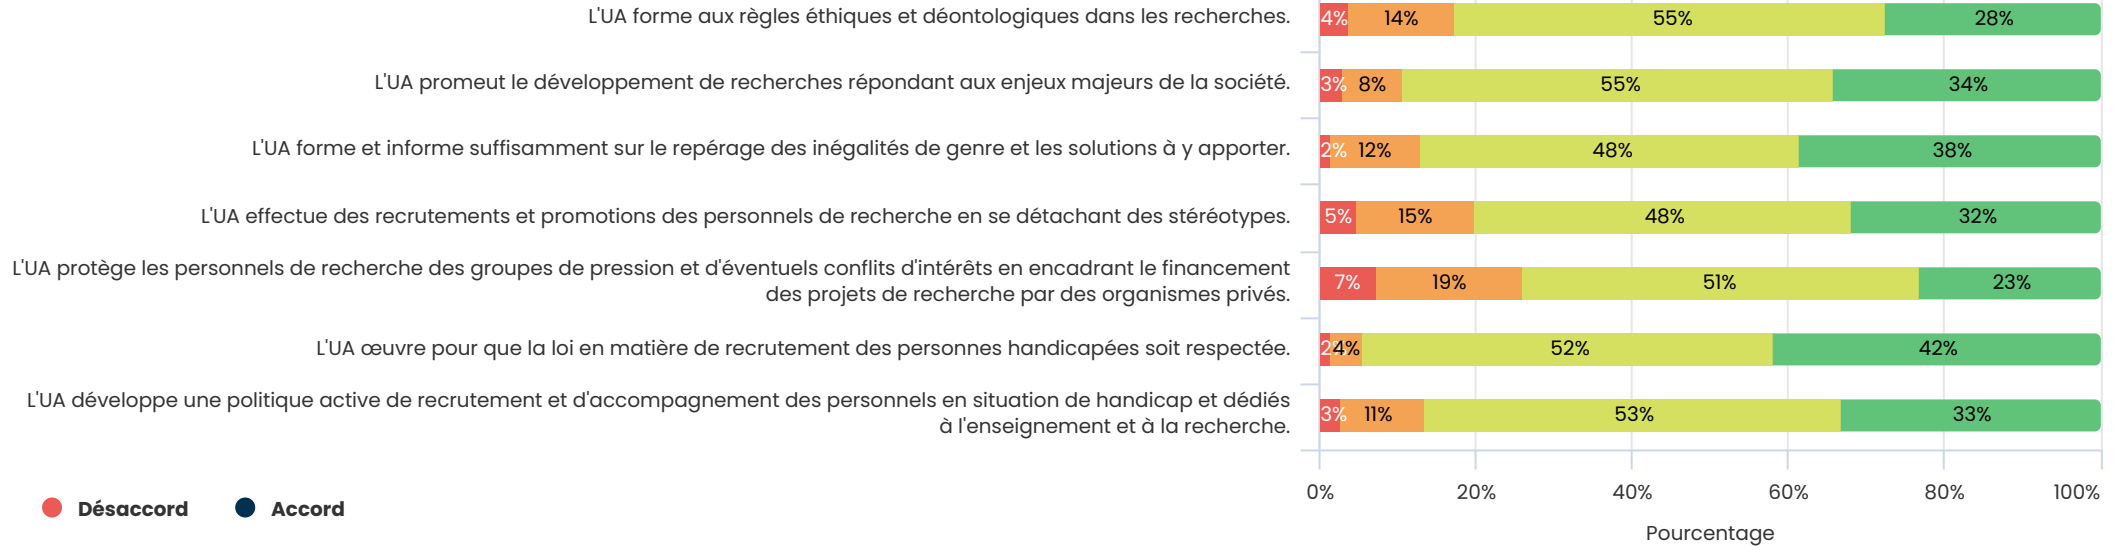 L'UA forme aux règles éthiques et déontologiques dans les recherches.
4% 14% 55% 28%
L'UA promeut le développement de recherches répondant aux enjeux majeurs de la société.
3% 8% 55% 34%
L'UA forme et informe suffisamment sur le repérage des inégalités de genre et les solutions à y apporter.
2% 12% 48% 38%
L'UA effectue des recrutements et promotions des personnels de recherche en se détachant des stéréotypes.
5% 15% 48% 32%
L'UA protège les personnels de recherche des groupes de pression et d'éventuels conflits d'intérêts en encadrant le financement
des projets de recherche par des organismes privés.
7% 19% 51% 23%
L'UA œuvre pour que la loi en matière de recrutement des personnes handicapées soit respectée.
2% 4% 52% 42%
L'UA développe une politique active de recrutement et d'accompagnement des personnels en situation de handicap et dédiés
à l'enseignement et à la recherche.
3% 11% 53% 33%
0% 20% 40% 60% 80% 100%
Pourcentage
Désaccord Accord